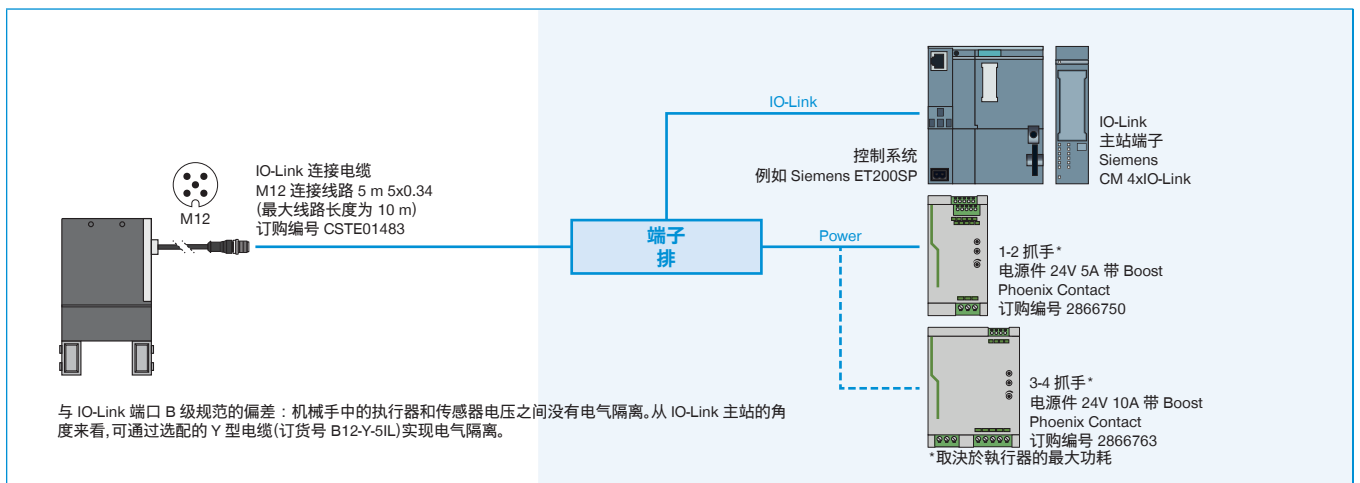 IO-Link
IO-Link
主站端子
Siemens
CM 4xIO-Link
控制系统
例如 Siemens ET200SP
IO-Link 连接电缆
M12 连接线路 5 m 5x0.34
(最大线路长度为 10 m)
订购编号 CSTE01483
M12
端子
排
Power
1-2 抓手*
电源件 24V 5A 带 Boost
Phoenix Contact
订购编号 2866750
3-4 抓手*
电源件 24V 10A 带 Boost
Phoenix Contact
订购编号 2866763
*取決於執行器的最大功耗
与 IO-Link 端口 B 级规范的偏差：机械手中的执行器和传感器电压之间没有电气隔离。从 IO-Link 主站的角
度来看,可通过选配的 Y 型电缆(订货号 B12-Y-5IL)实现电气隔离。